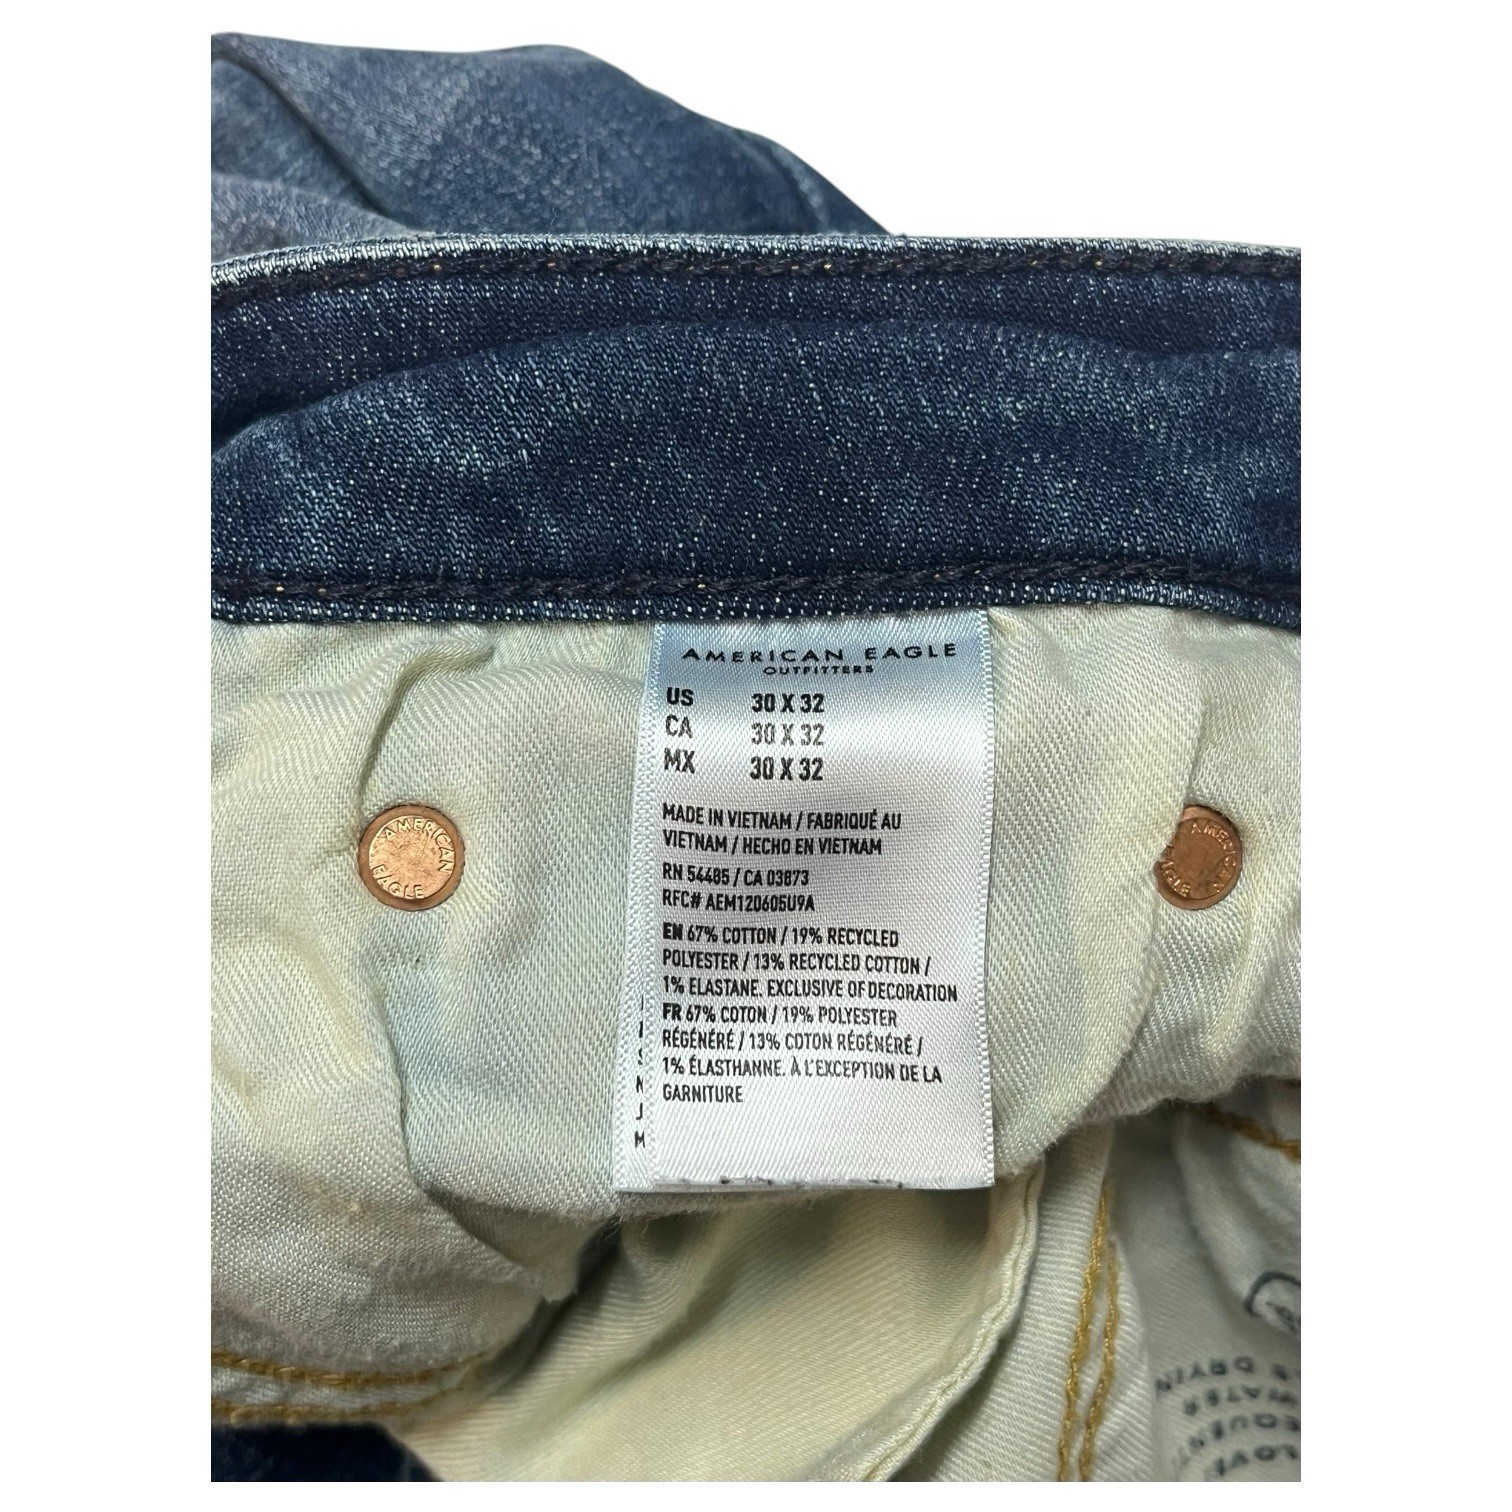 AMERICAN EAGLE
OUTFITTERS
US 30 X 32
CA 30 X 32
MX 30 X 32
MADE IN VIETNAM / FABRIQUÉ AU
VIETNAM / HECHO EN VIETNAM
RN 54485 / CA 03873
RFC# AEM120605U9A
EN 67% COTTON / 19% RECYCLED
POLYESTER / 13% RECYCLED COTTON /
1% ELASTANE. EXCLUSIVE OF DECORATION
FR 67% COTON / 19% POLYESTER
RÉGÉNÉRÉ / 13% COTON RÉGÉNÉRÉ /
1% ÉLASTHANNE. À L'EXCEPTION DE LA
GARNITURE
AMERICAN
EAGLE
AMERICAN
EAGLE